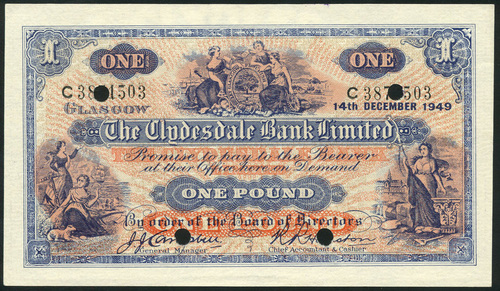 ONE ONE
C 38 1503 C 387 503
GLASGOW 14TH DECEMBER 1949
The Clydesdale Bank Limited
Promise to pay to the Bearer
at their Office here on Demand
ONE POUND
By order of the Board of Directors
General Manager Chief Accountant & Cashier